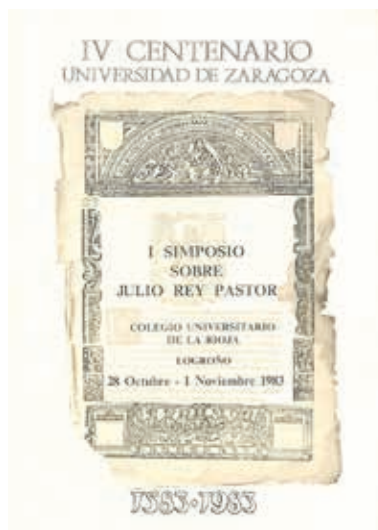 IV CENTENARIO
UNIVERSIDAD DE ZARAGOZA
I SIMPOSIO
SOBRE
JULIO REY PASTOR
COLEGIO UNIVERSITARIO
DE LA RIOJA
LOGROÑO
28 Octubre - 1 Noviembre 1983
1583·1983